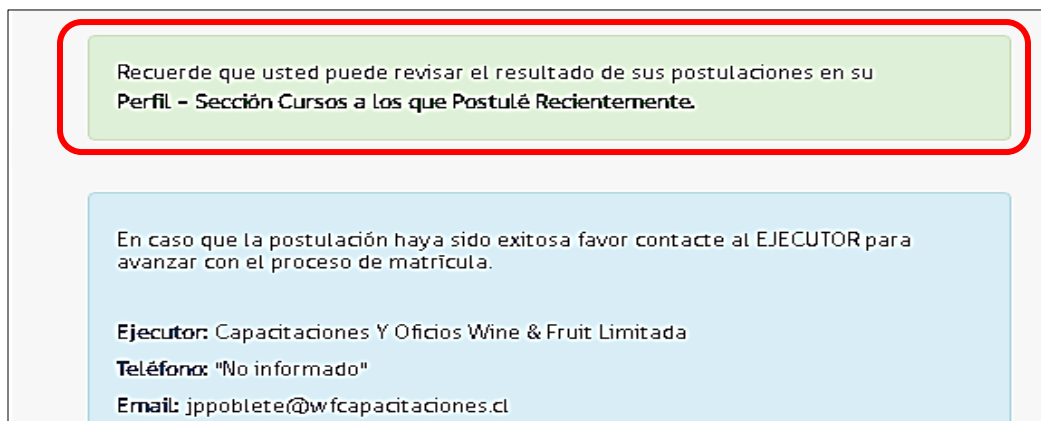 Recuerde que usted puede revisar el resultado de sus postulaciones en su
Perfil – Sección Cursos a los que Postulé Recientemente.
En caso que la postulación haya sido exitosa favor contacte al EJECUTOR para
avanzar con el proceso de matrícula.
Ejecutor: Capacitaciones Y Oficios Wine & Fruit Limitada
Teléfono: "No informado"
Email: jppoblete@wfcapacitaciones.cl